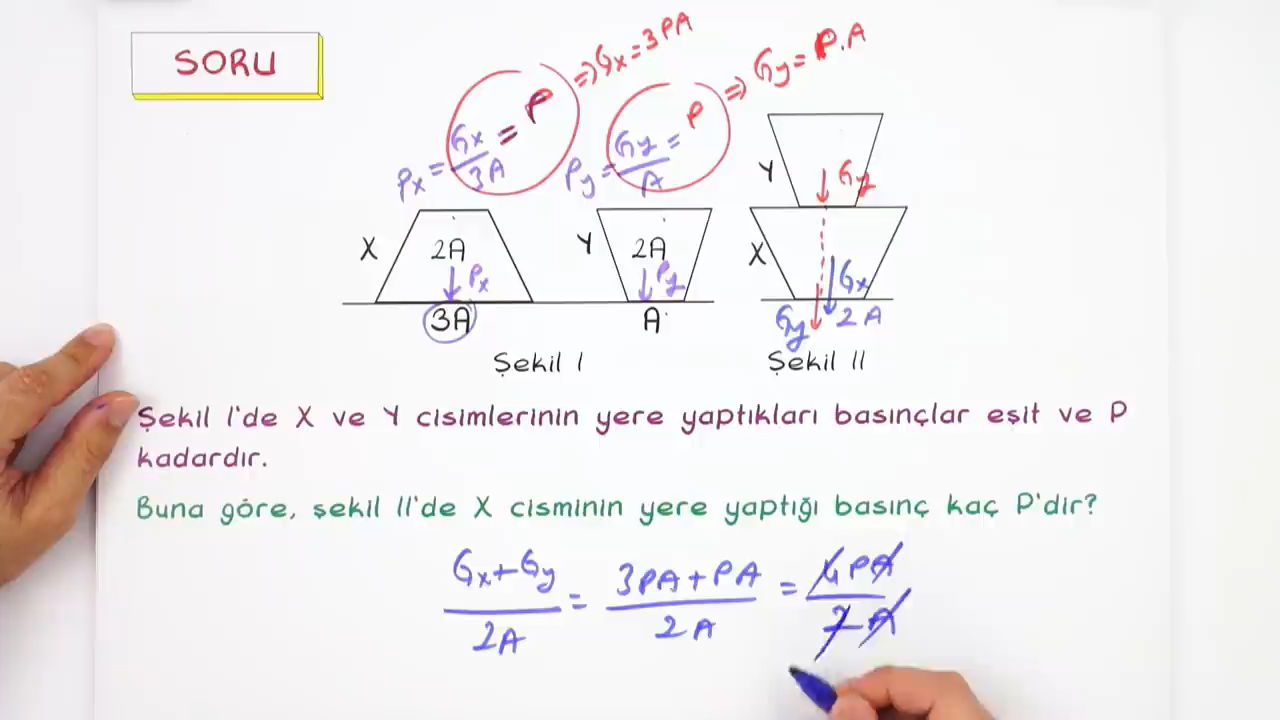 SORU
Px = Gx/3A = P ⇒ Gx = 3PA
Py = Gy/A = P ⇒ Gy = P.A
X 2A Px 3A
Y 2A Py A
Y Gy
X Gx
Gy 2A
Şekil I
Şekil II
Şekil I'de X ve Y cisimlerinin yere yaptıkları basınçlar eşit ve P
kadardır.
Buna göre, şekil II'de X cisminin yere yaptığı basınç kaç P'dir?
Gx+Gy/2A = 3PA+PA/2A = 4PA/2A